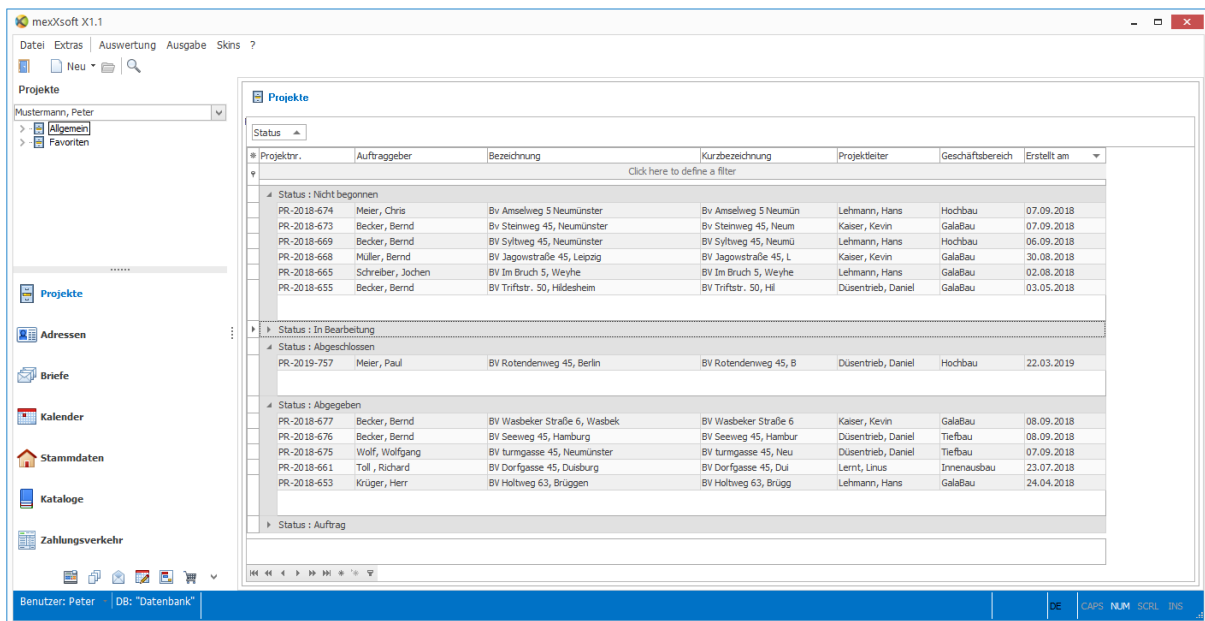 mexXsoft X1.1
Datei Extras Auswertung Ausgabe Skins ?
Neu
Projekte
Mustermann, Peter
Allgemein
Favoriten
Projekte
Adressen
Briefe
Kalender
Stammdaten
Kataloge
Zahlungsverkehr
Projekte
Status
Projektnr. Auftraggeber Bezeichnung Kurzbezeichnung Projektleiter Geschäftsbereich Erstellt am
Click here to define a filter
Status : Nicht begonnen
PR-2018-674 Meier, Chris Bv Amselweg 5 Neumünster Bv Amselweg 5 Neumün Lehmann, Hans Hochbau 07.09.2018
PR-2018-673 Becker, Bernd Bv Steinweg 45, Neumünster Bv Steinweg 45, Neum Kaiser, Kevin GalaBau 07.09.2018
PR-2018-669 Becker, Bernd BV Syltweg 45, Neumünster BV Syltweg 45, Neumü Lehmann, Hans Hochbau 06.09.2018
PR-2018-668 Müller, Bernd BV Jagowstraße 45, Leipzig BV Jagowstraße 45, L Kaiser, Kevin GalaBau 30.08.2018
PR-2018-665 Schreiber, Jochen BV Im Bruch 5, Weyhe BV Im Bruch 5, Weyhe Lehmann, Hans GalaBau 02.08.2018
PR-2018-655 Becker, Bernd BV Triftstr. 50, Hildesheim BV Triftstr. 50, Hil Düsentrieb, Daniel GalaBau 03.05.2018
Status : In Bearbeitung
Status : Abgeschlossen
PR-2019-757 Meier, Paul BV Rotendenweg 45, Berlin BV Rotendenweg 45, B Düsentrieb, Daniel Hochbau 22.03.2019
Status : Abgegeben
PR-2018-677 Becker, Bernd BV Wasbeker Straße 6, Wasbek BV Wasbeker Straße 6 Kaiser, Kevin GalaBau 08.09.2018
PR-2018-676 Becker, Bernd BV Seeweg 45, Hamburg BV Seeweg 45, Hambur Düsentrieb, Daniel Tiefbau 08.09.2018
PR-2018-675 Wolf, Wolfgang BV turmgasse 45, Neumünster BV turmgasse 45, Neu Düsentrieb, Daniel Tiefbau 07.09.2018
PR-2018-661 Toll , Richard BV Dorfgasse 45, Duisburg BV Dorfgasse 45, Dui Lernt, Linus Innenausbau 23.07.2018
PR-2018-653 Krüger, Herr BV Holtweg 63, Brüggen BV Holtweg 63, Brügg Lehmann, Hans GalaBau 24.04.2018
Status : Auftrag
Benutzer: Peter DB: "Datenbank" DE CAPS NUM SCRL INS